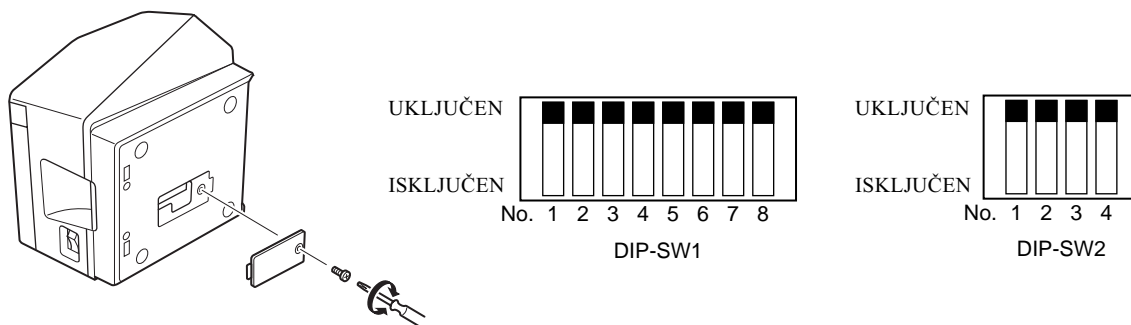 UKLJUČEN
ISKLJUČEN
No. 1 2 3 4 5 6 7 8
DIP-SW1
UKLJUČEN
ISKLJUČEN
No. 1 2 3 4
DIP-SW2